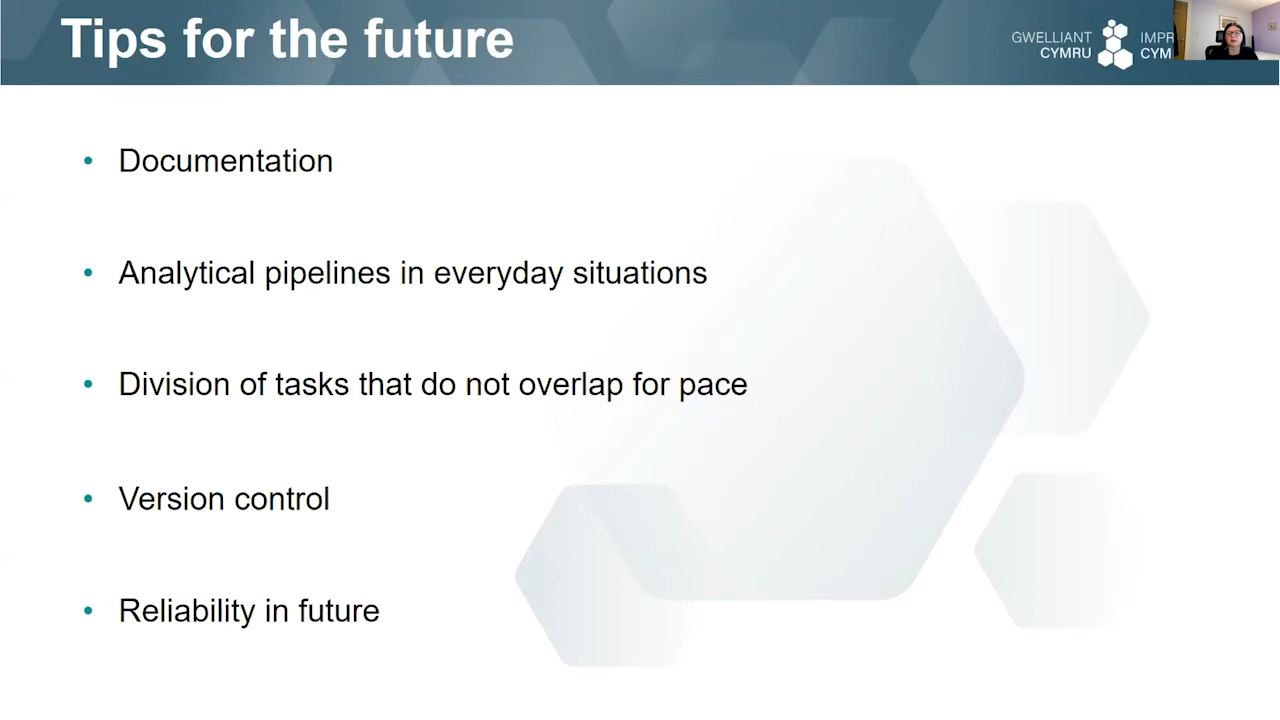 Tips for the future
GWELLIANT
CYMRU
• Documentation
• Analytical pipelines in everyday situations
• Division of tasks that do not overlap for pace
• Version control
• Reliability in future